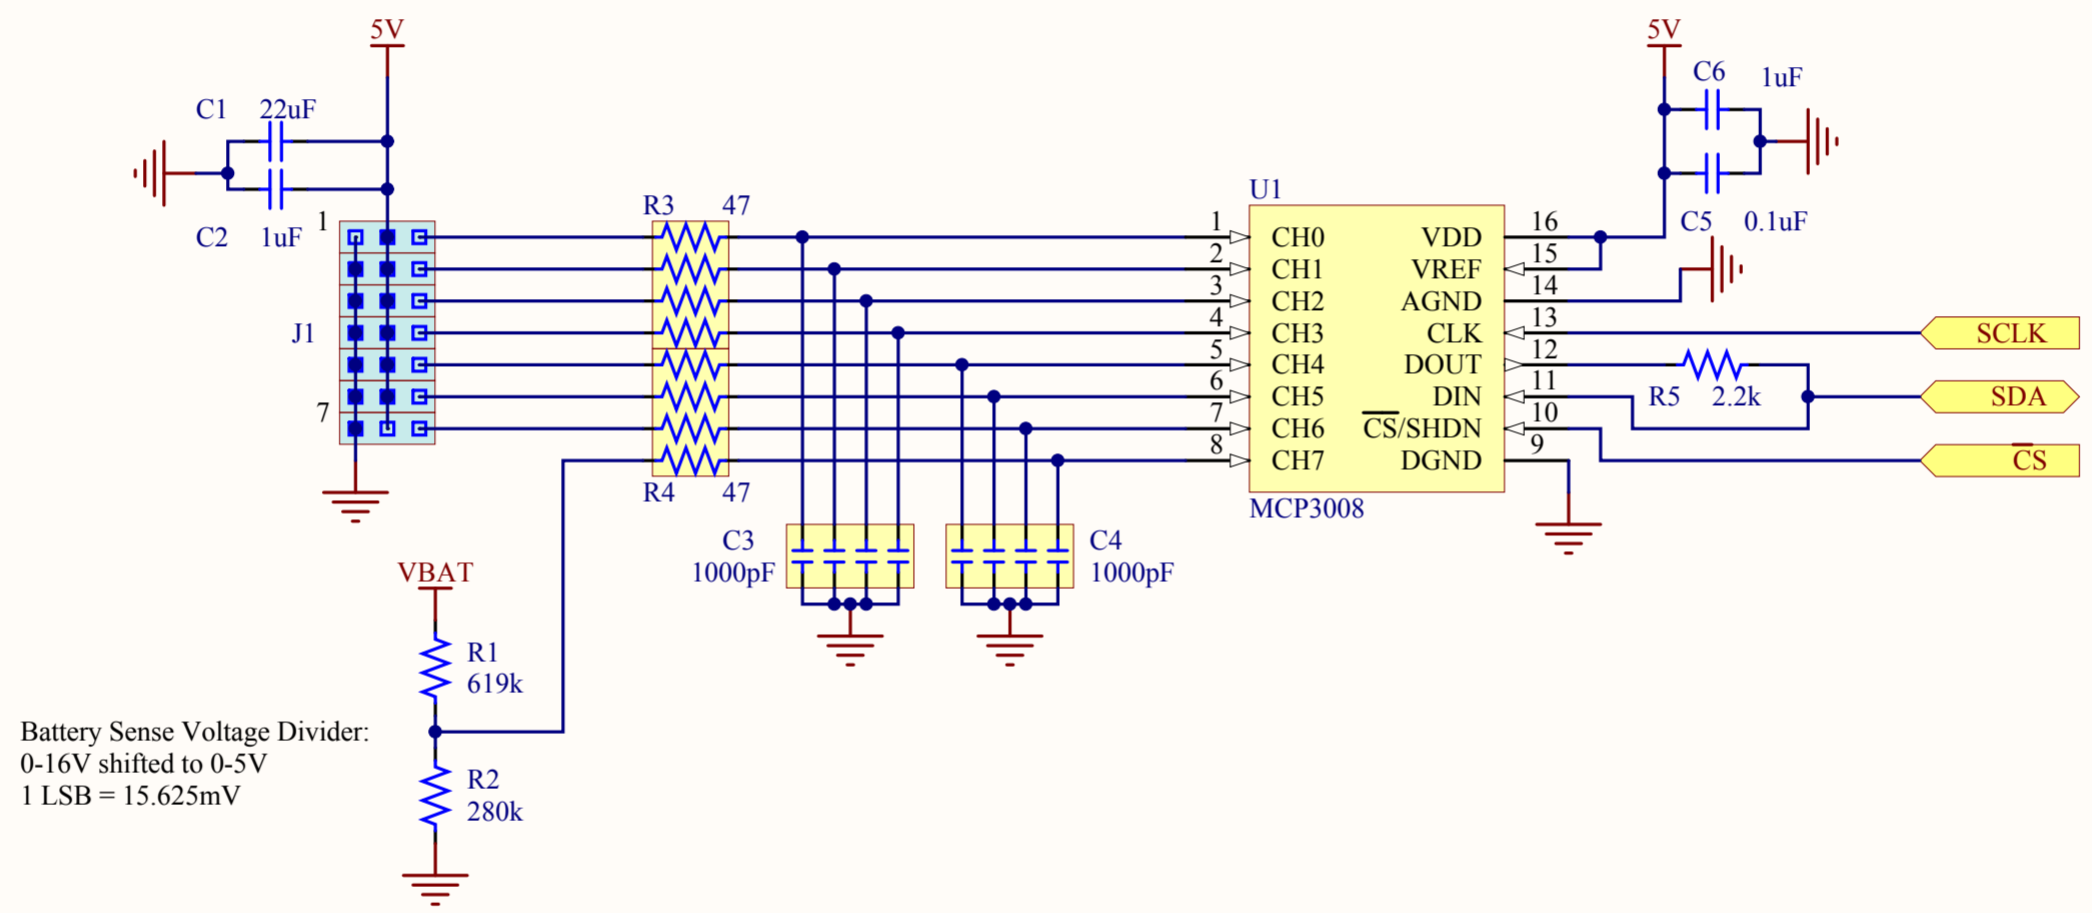 5V
5V
C6 1uF
C1 22uF
R3 47
U1
C5 0.1uF
C2 1uF
1
1 CH0 VDD 16
2 CH1 VREF 15
3 CH2 AGND 14
J1
4 CH3 CLK 13
SCLK
5 CH4 DOUT 12
6 CH5 DIN 11
R5 2.2k
SDA
7
7 CH6 CS/SHDN 10
8 CH7 DGND 9
CS
R4 47
MCP3008
C3
1000pF
C4
1000pF
VBAT
R1
619k
Battery Sense Voltage Divider:
0-16V shifted to 0-5V
1 LSB = 15.625mV
R2
280k